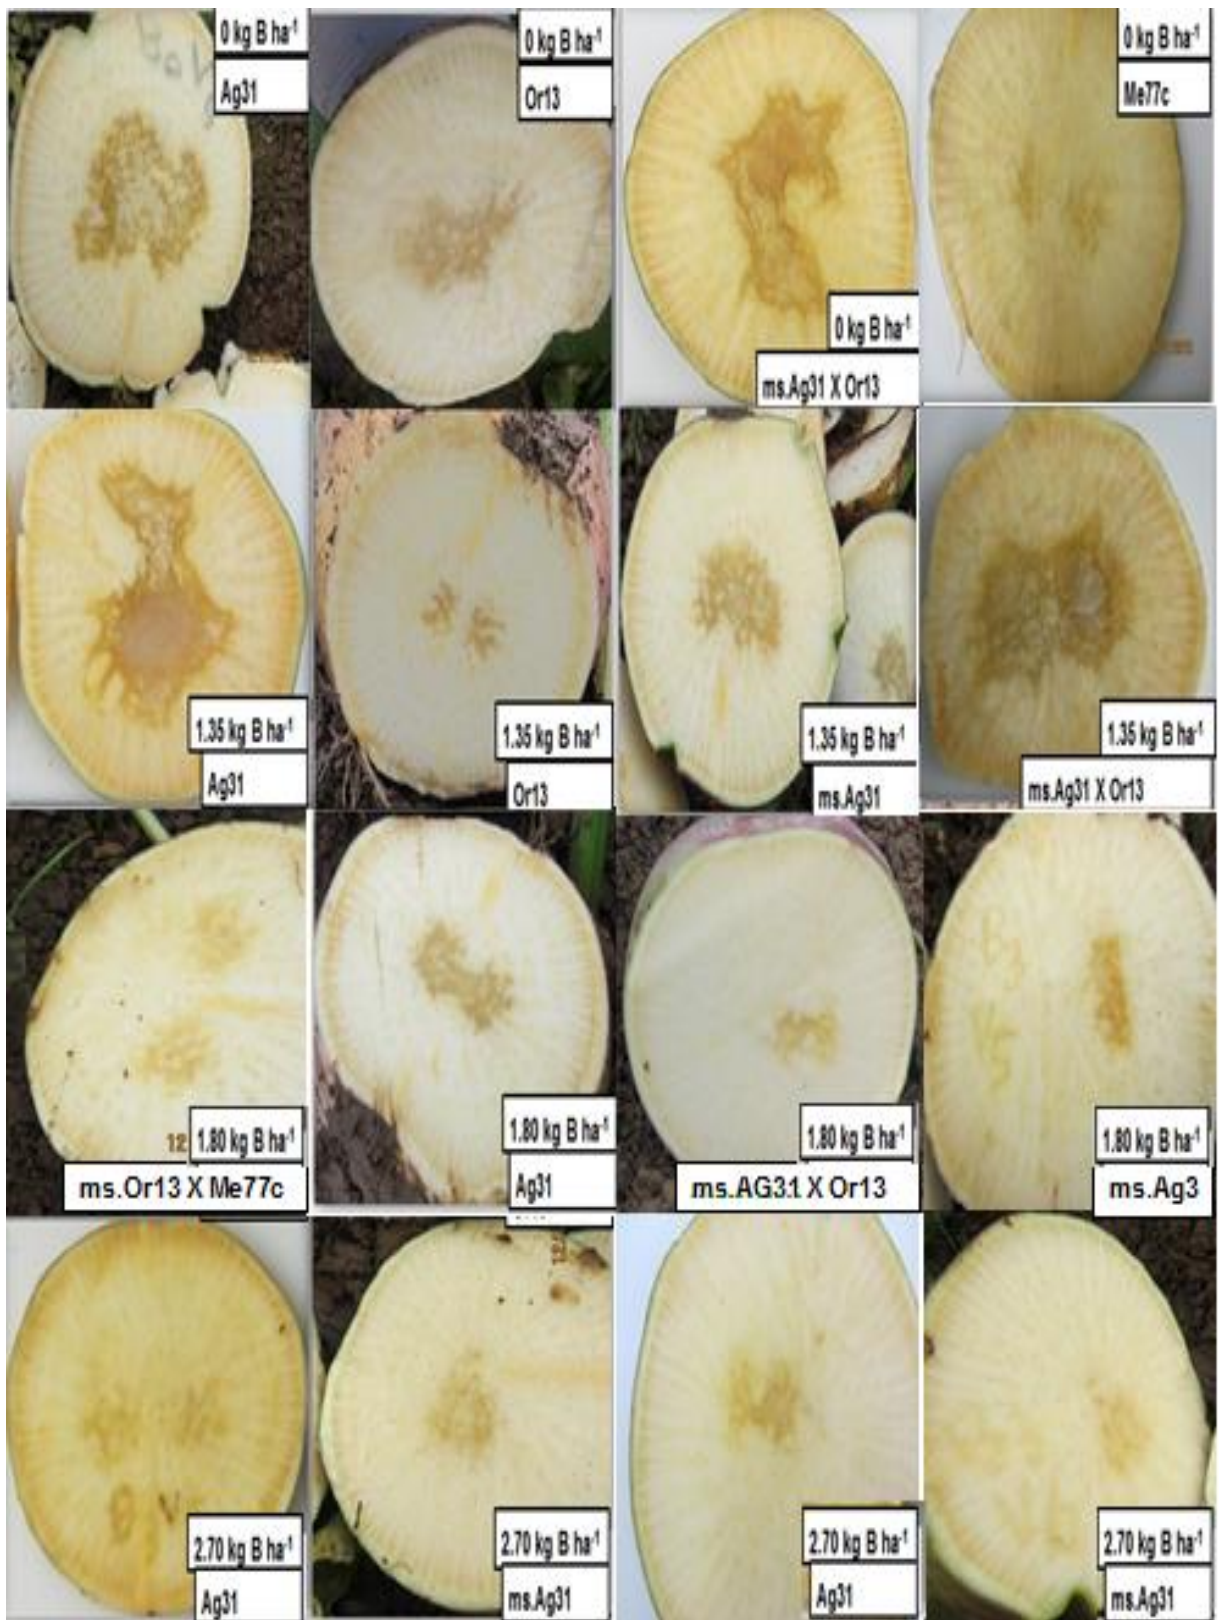 0 kg B ha⁻¹
Ag31
0 kg B ha⁻¹
Or13
0 kg B ha⁻¹
ms.Ag31 X Or13
0 kg B ha⁻¹
Me77c
1.35 kg B ha⁻¹
Ag31
1.35 kg B ha⁻¹
Or13
1.35 kg B ha⁻¹
ms.Ag31
1.35 kg B ha⁻¹
ms.Ag31 X Or13
12
1.80 kg B ha⁻¹
ms.Or13 X Me77c
1.80 kg B ha⁻¹
Ag31
1.80 kg B ha⁻¹
ms.AG31 X Or13
1.80 kg B ha⁻¹
ms.Ag3
2.70 kg B ha⁻¹
Ag31
2.70 kg B ha⁻¹
ms.Ag31
2.70 kg B ha⁻¹
Ag31
2.70 kg B ha⁻¹
ms.Ag31